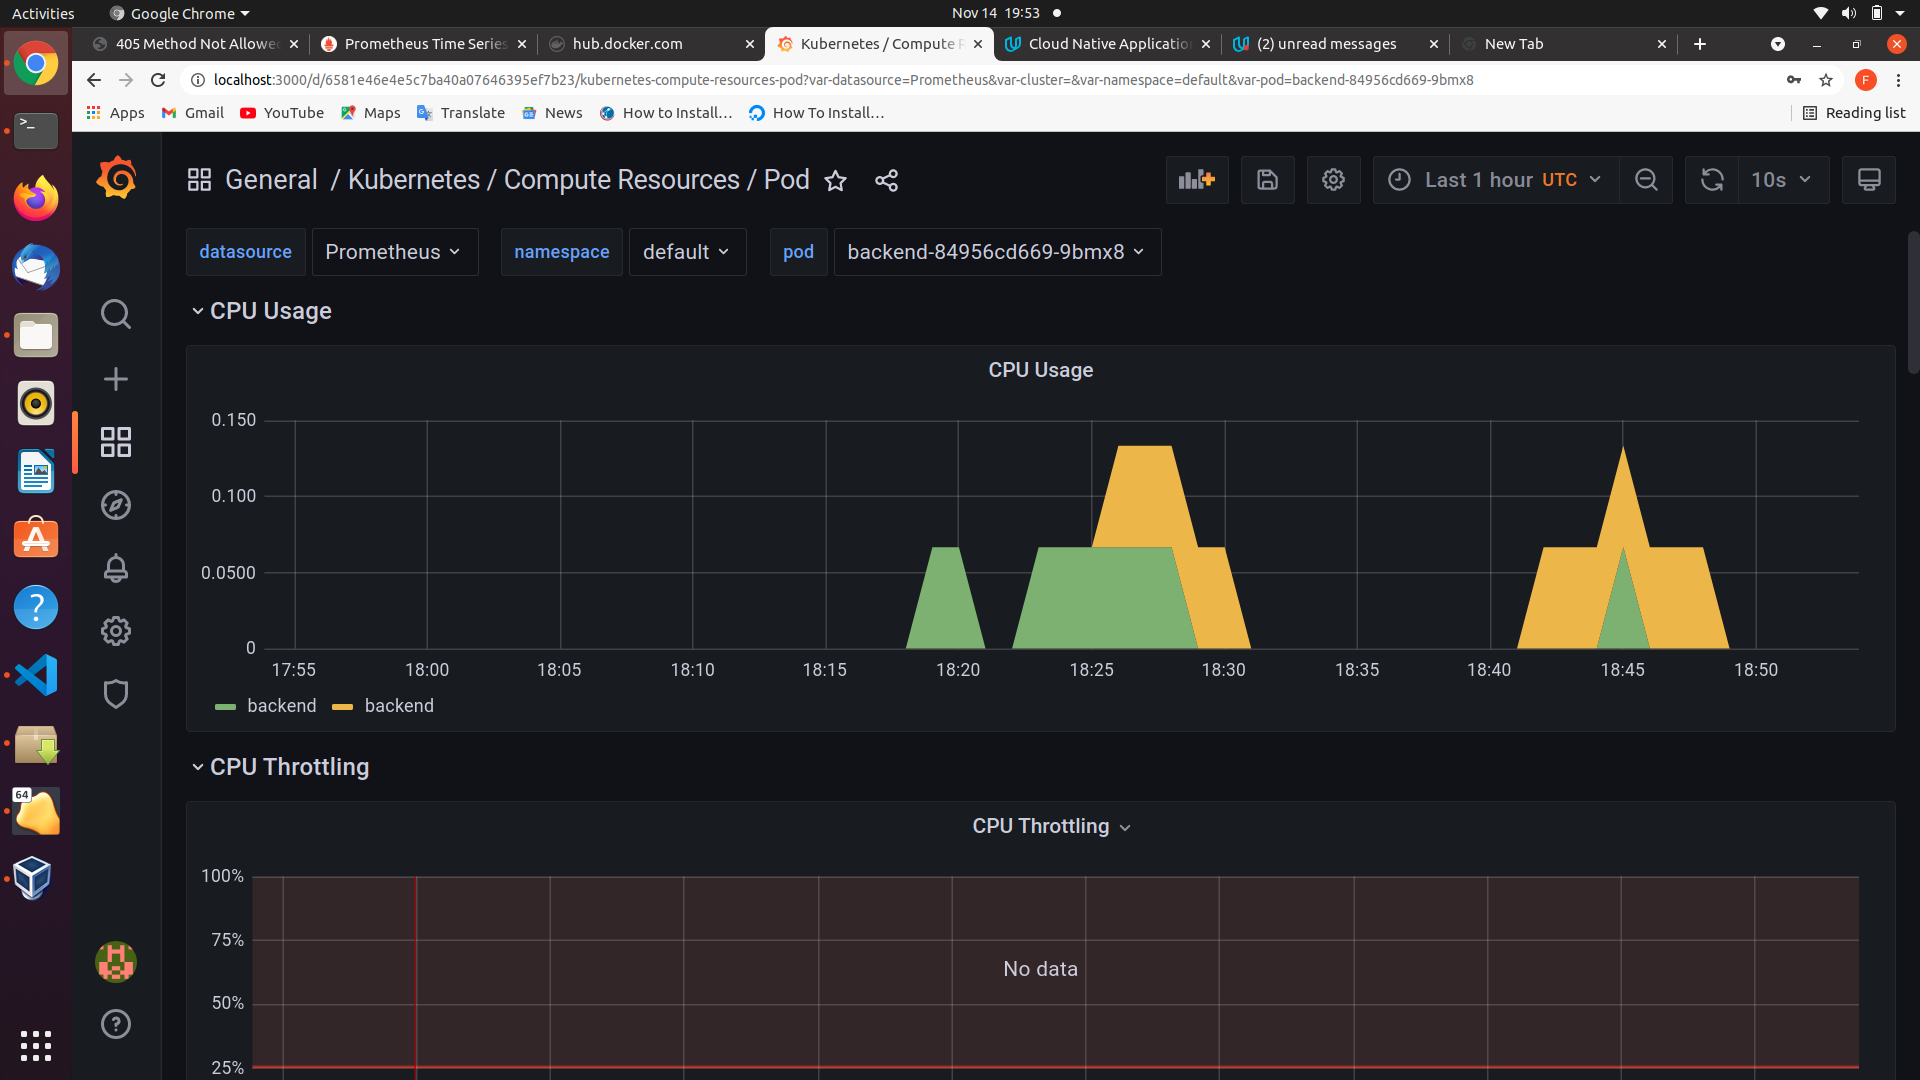 Activities
Google Chrome
Nov 14 19:53
405 Method Not Allowe
Prometheus Time Series
hub.docker.com
Kubernetes / Compute R
Cloud Native Applicatio
(2) unread messages
New Tab
localhost:3000/d/6581e46e4e5c7ba40a07646395ef7b23/kubernetes-compute-resources-pod?var-datasource=Prometheus&var-cluster=&var-namespace=default&var-pod=backend-84956cd669-9bmx8
F
Apps
Gmail
YouTube
Maps
Translate
News
How to Install...
How To Install...
Reading list
General / Kubernetes / Compute Resources / Pod
Last 1 hour UTC
10s
datasource
Prometheus
namespace
default
pod
backend-84956cd669-9bmx8
CPU Usage
CPU Usage
0.150
0.100
0.0500
0
17:55
18:00
18:05
18:10
18:15
18:20
18:25
18:30
18:35
18:40
18:45
18:50
backend
backend
CPU Throttling
CPU Throttling
100%
75%
50%
25%
No data
64